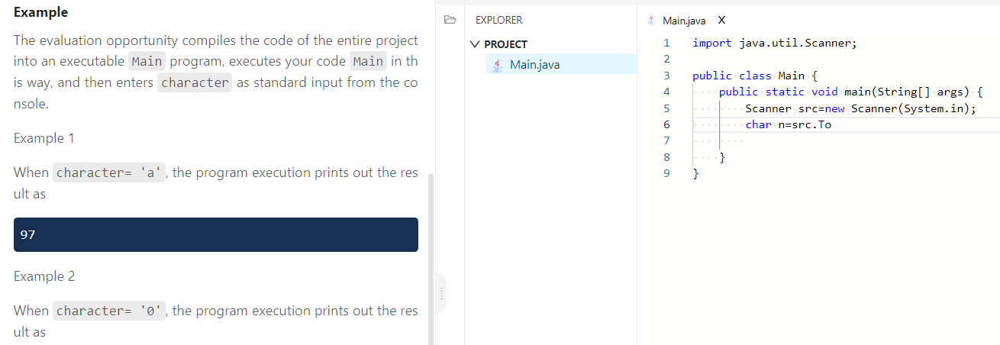 Example
The evaluation opportunity compiles the code of the entire project
into an executable Main program, executes your code Main in th
is way, and then enters character as standard input from the co
nsole.
Example 1
When character= 'a', the program execution prints out the res
ult as
97
Example 2
When character= '0', the program execution prints out the res
ult as
EXPLORER
PROJECT
Main.java
Main.java X
1 import java.util.Scanner;
2
3 public class Main {
4 public static void main(String[] args) {
5 Scanner src=new Scanner(System.in);
6 char n=src.To
7
8 }
9 }